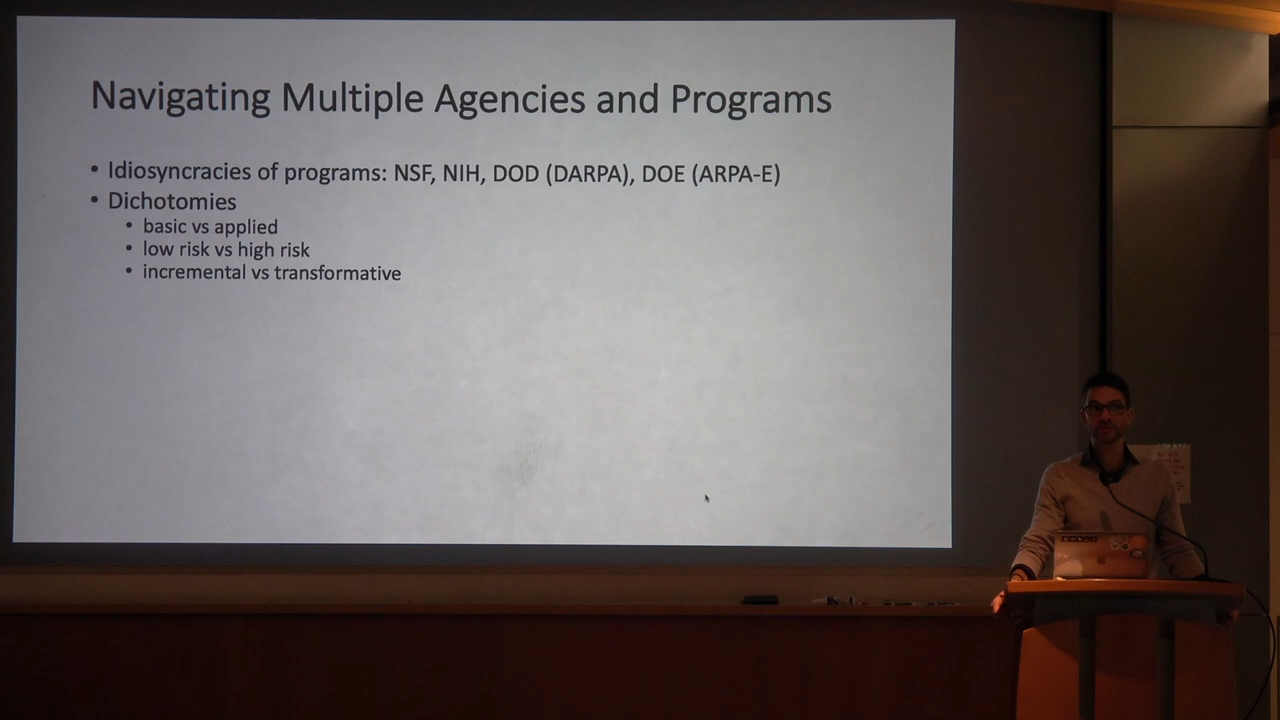 Navigating Multiple Agencies and Programs
• Idiosyncracies of programs: NSF, NIH, DOD (DARPA), DOE (ARPA-E)
• Dichotomies
• basic vs applied
• low risk vs high risk
• incremental vs transformative